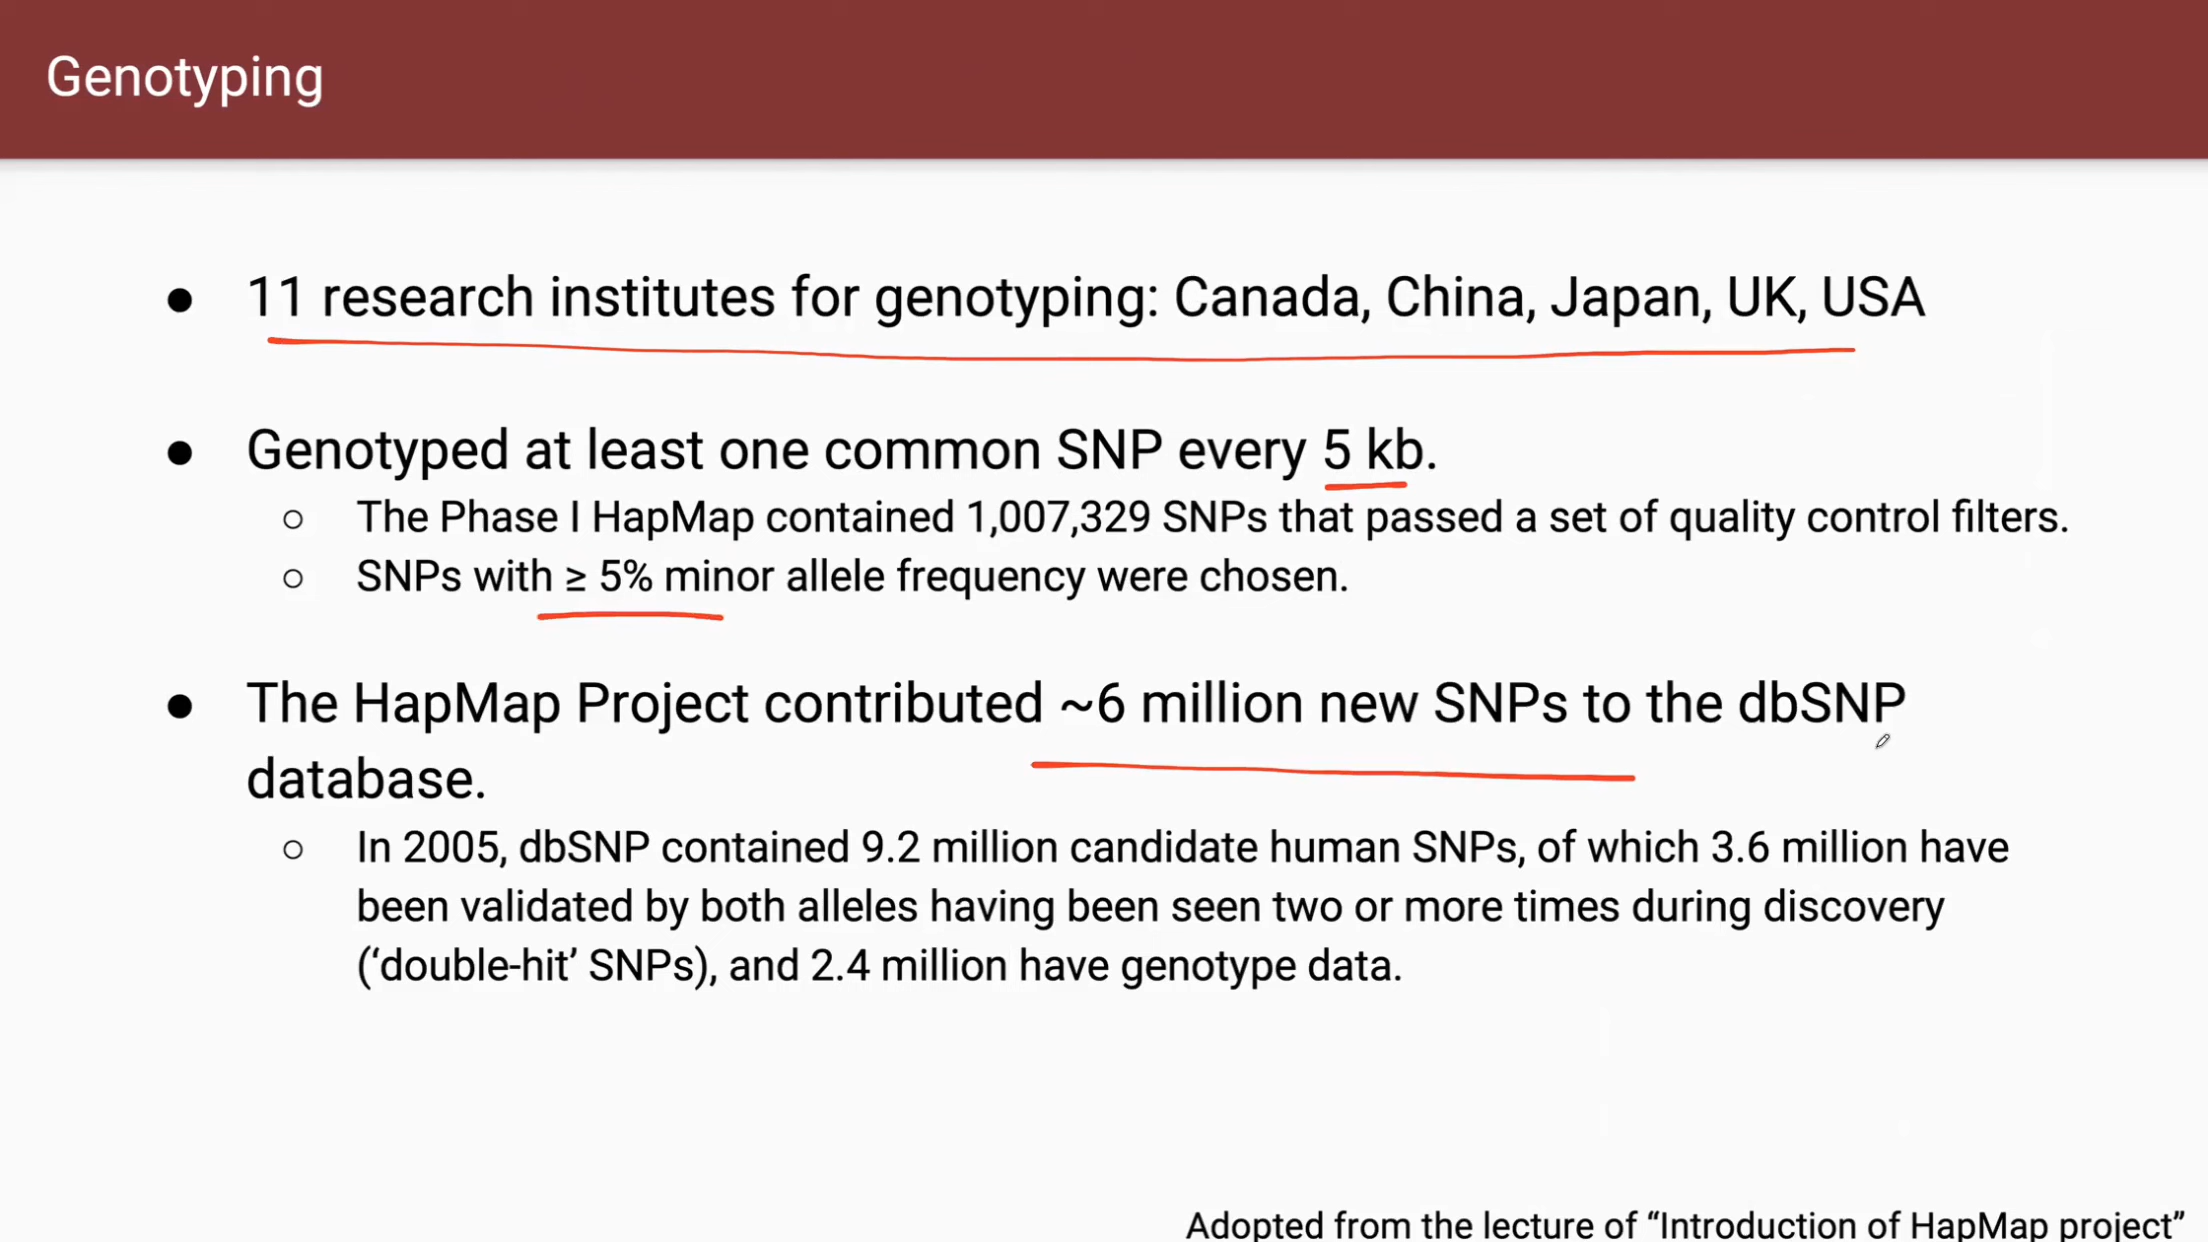 Genotyping
● 11 research institutes for genotyping: Canada, China, Japan, UK, USA
● Genotyped at least one common SNP every 5 kb.
○ The Phase I HapMap contained 1,007,329 SNPs that passed a set of quality control filters.
○ SNPs with ≥ 5% minor allele frequency were chosen.
● The HapMap Project contributed ~6 million new SNPs to the dbSNP
database.
○ In 2005, dbSNP contained 9.2 million candidate human SNPs, of which 3.6 million have
been validated by both alleles having been seen two or more times during discovery
(‘double-hit’ SNPs), and 2.4 million have genotype data.
Adopted from the lecture of “Introduction of HapMap project”